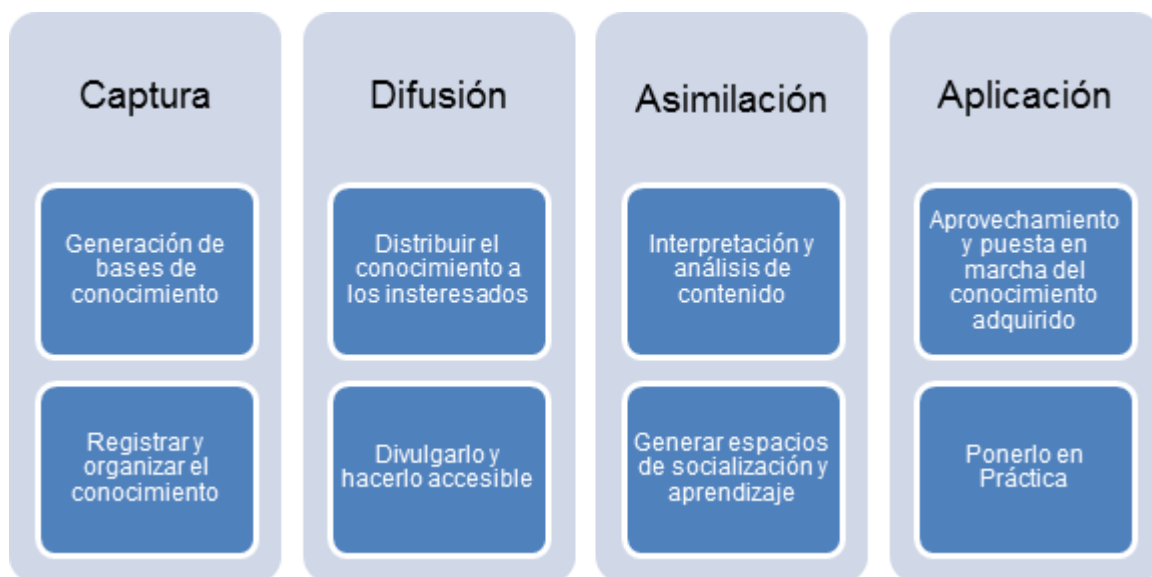 Captura
Generación de
bases de
conocimiento
Registrar y
organizar el
conocimiento
Difusión
Distribuir el
conocimiento a
los insteresados
Divulgarlo y
hacerlo accesible
Asimilación
Interpretación y
análisis de
contenido
Generar espacios
de socialización y
aprendizaje
Aplicación
Aprovechamiento
y puesta en
marcha del
conocimiento
adquirido
Ponerlo en
Práctica